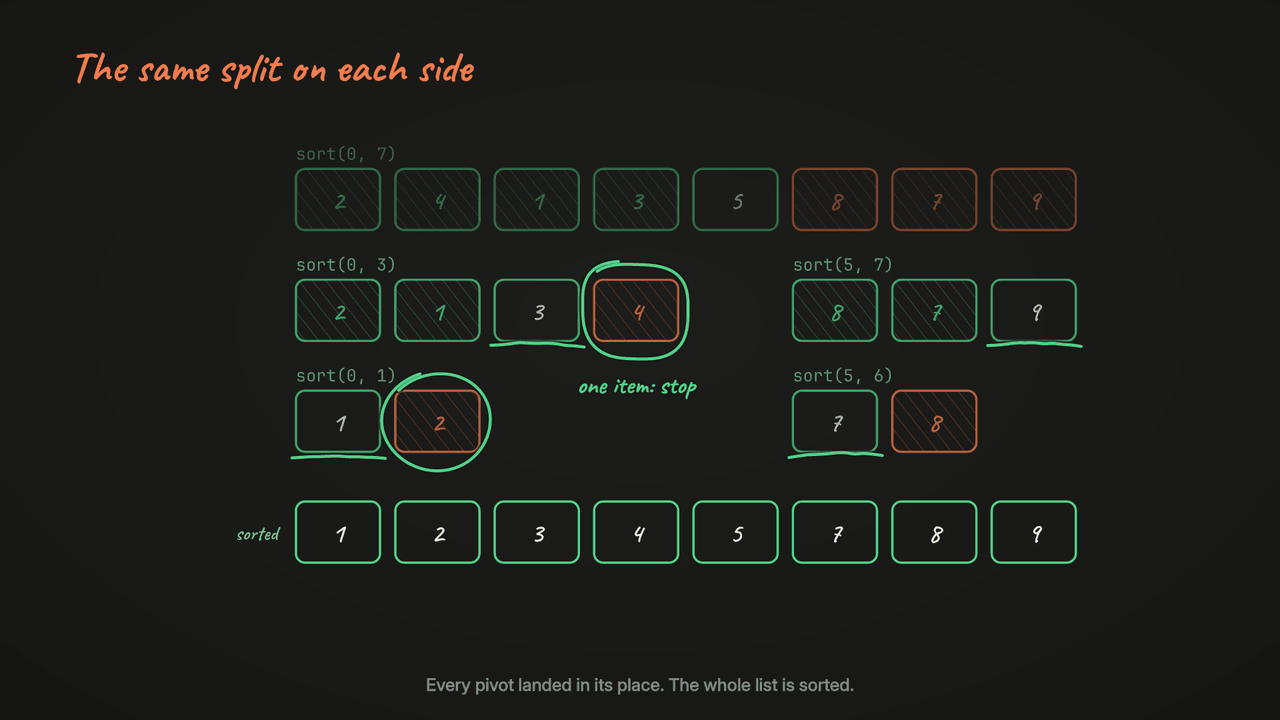 The same split on each side
sort(0, 7)
2 4 1 3 5 8 7 9
sort(0, 3) sort(5, 7)
2 1 3 4 8 7 9
sort(0, 1) one item: stop sort(5, 6)
1 2 7 8
sorted 1 2 3 4 5 7 8 9
Every pivot landed in its place. The whole list is sorted.